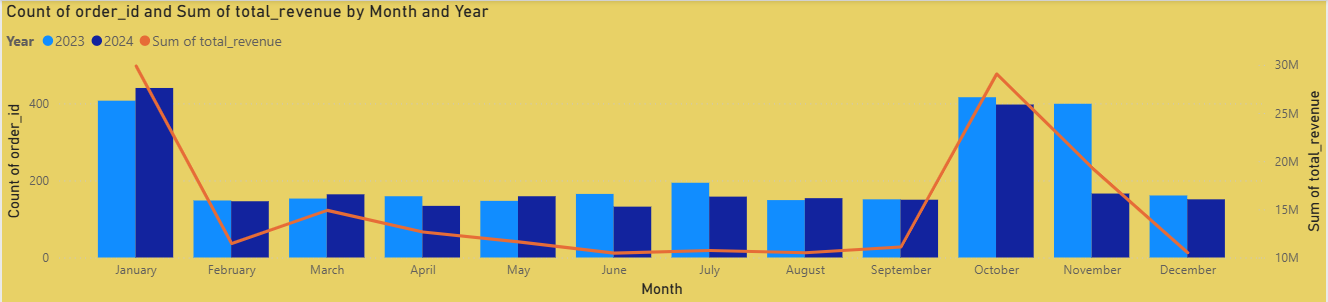 Count of order_id and Sum of total_revenue by Month and Year
Year 2023 2024 Sum of total_revenue
Count of order_id
400
200
0
30M
25M
20M
15M
10M
Sum of total_revenue
January February March April May June July August September October November December
Month